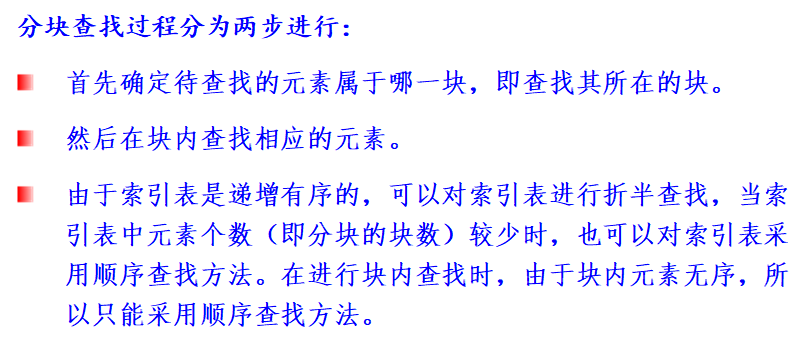 分块查找过程分为两步进行：
首先确定待查找的元素属于哪一块，即查找其所在的块。
然后在块内查找相应的元素。
由于索引表是递增有序的，可以对索引表进行折半查找，当索
引表中元素个数（即分块的块数）较少时，也可以对索引表采
用顺序查找方法。在进行块内查找时，由于块内元素无序，所
以只能采用顺序查找方法。